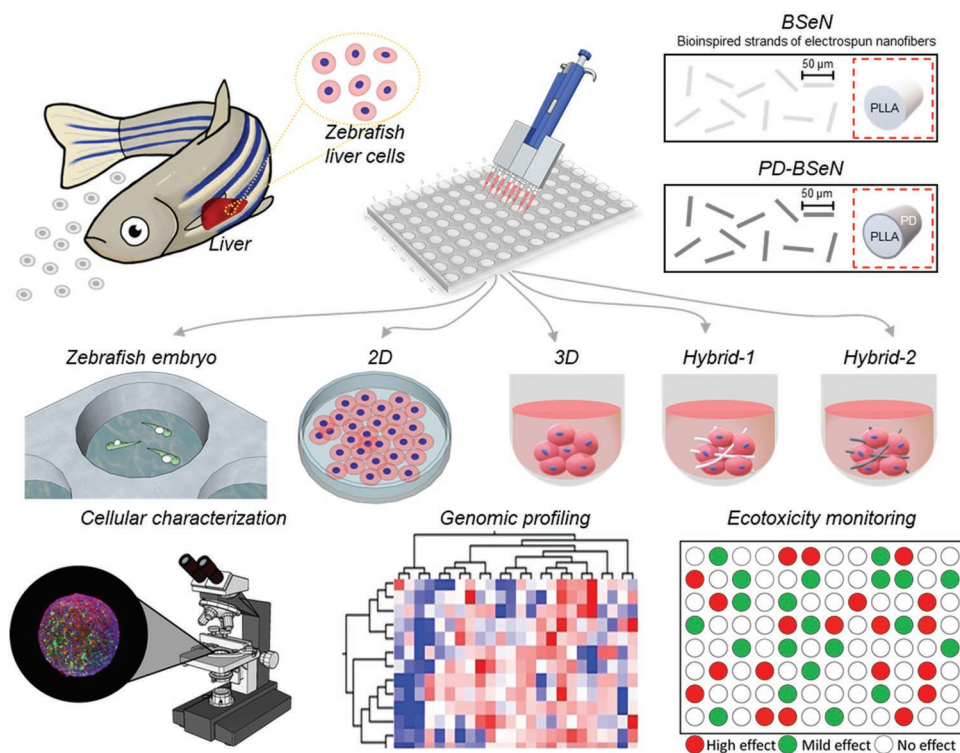 BSeN
Bioinspired strands of electrospun nanofibers
50 μm
PLLA
Zebrafish
liver cells
Liver
PD-BSeN
50 μm
PLLA
PD
Zebrafish embryo
2D
3D
Hybrid-1
Hybrid-2
Cellular characterization
Genomic profiling
Ecotoxicity monitoring
High effect
Mild effect
No effect